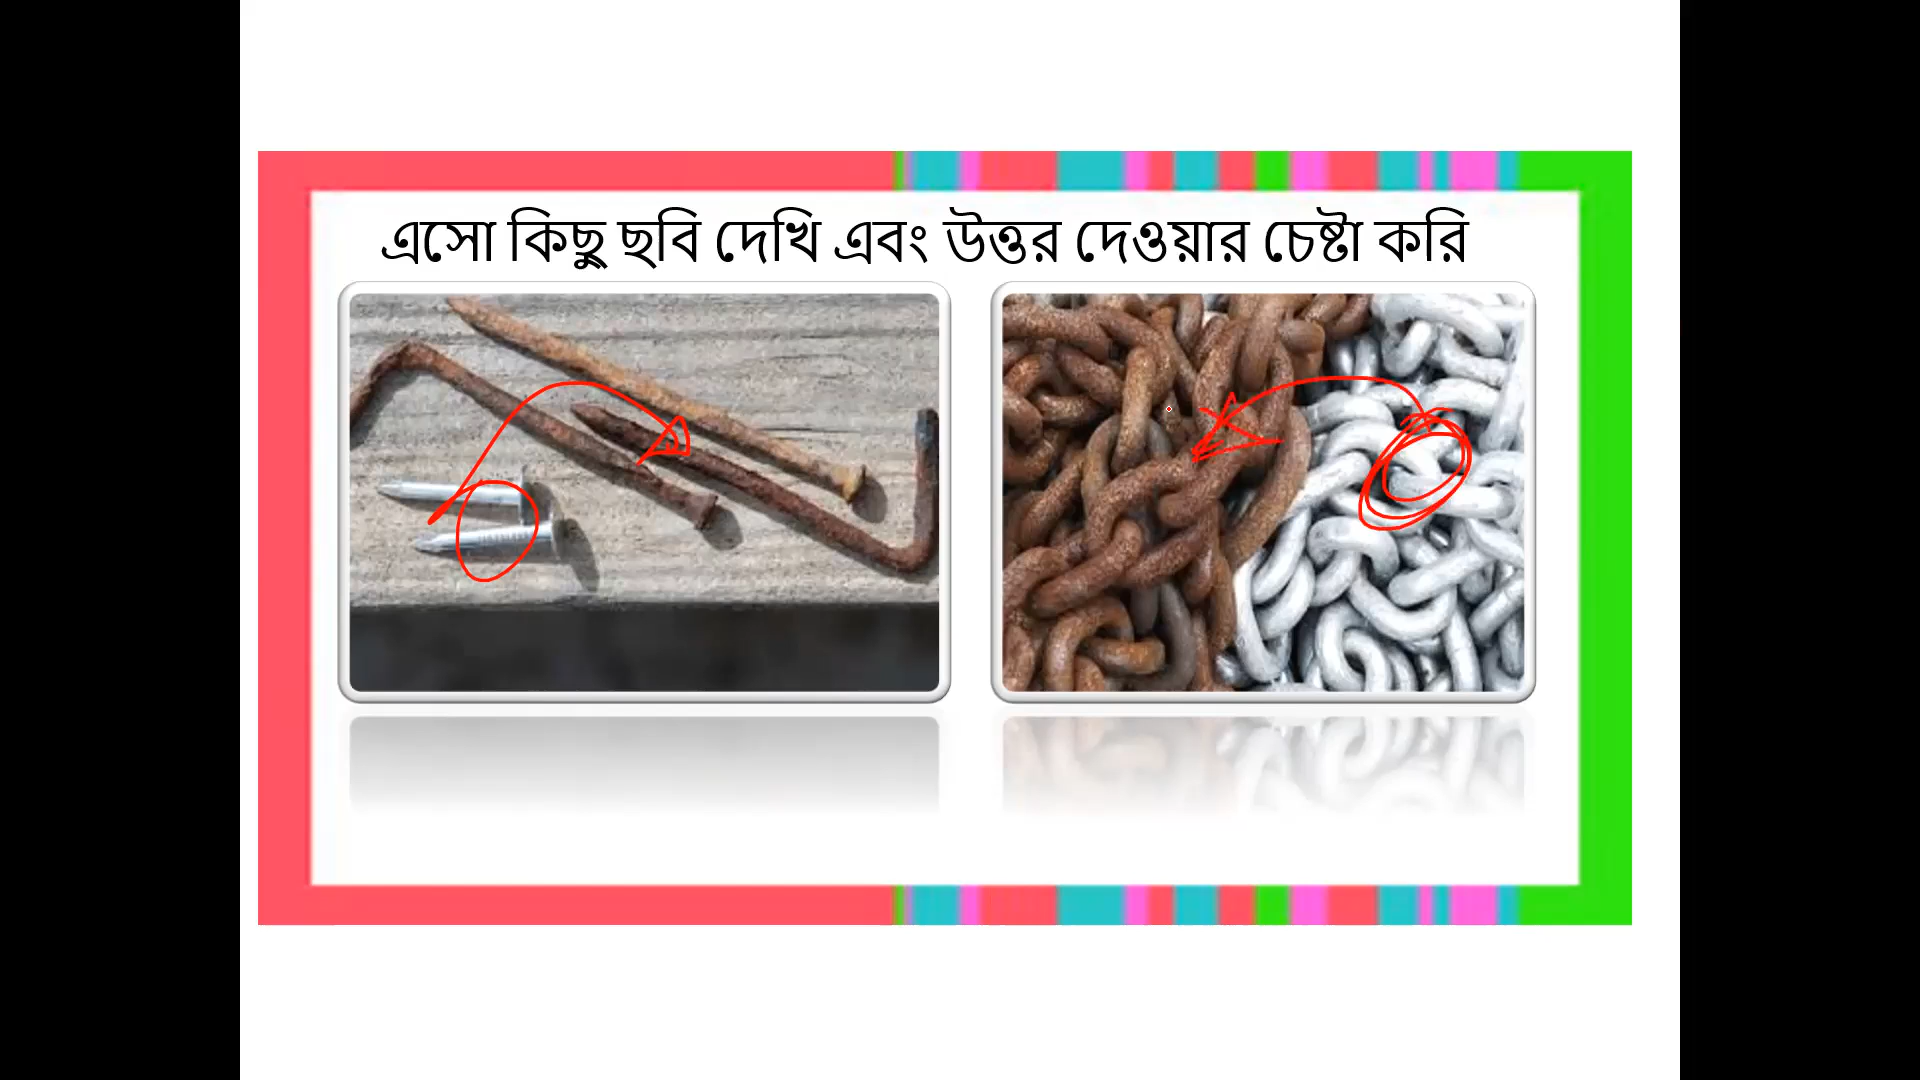 এসো কিছু ছবি দেখি এবং উত্তর দেওয়ার চেষ্টা করি